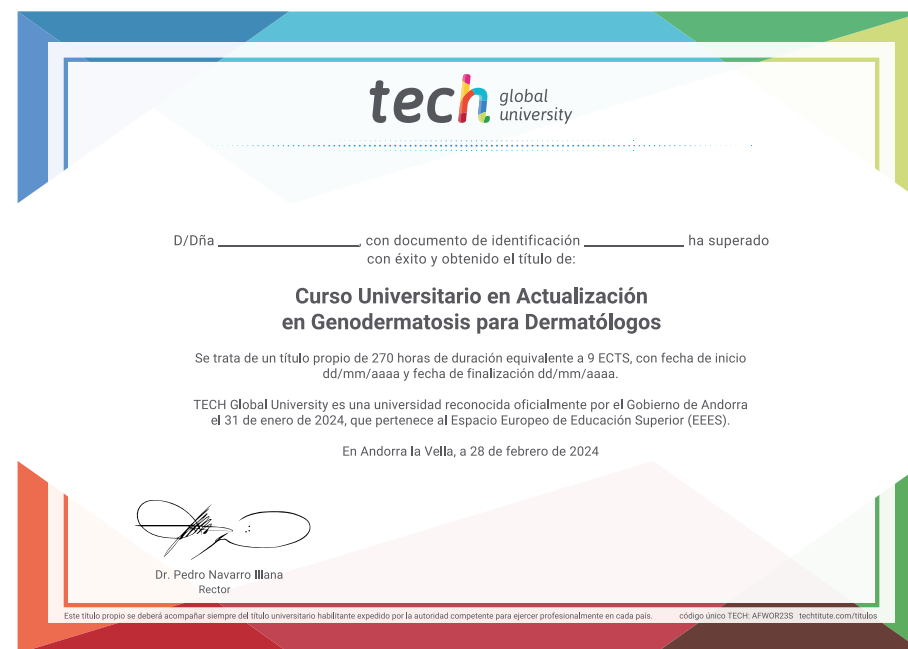 tech global university
D/Dña , con documento de identificación ha superado
con éxito y obtenido el título de:
Curso Universitario en Actualización
en Genodermatosis para Dermatólogos
Se trata de un título propio de 270 horas de duración equivalente a 9 ECTS, con fecha de inicio
dd/mm/aaaa y fecha de finalización dd/mm/aaaa.
TECH Global University es una universidad reconocida oficialmente por el Gobierno de Andorra
el 31 de enero de 2024, que pertenece al Espacio Europeo de Educación Superior (EEES).
En Andorra la Vella, a 28 de febrero de 2024
Dr. Pedro Navarro Illana
Rector
Este título propio se deberá acompañar siempre del título universitario habilitante expedido por la autoridad competente para ejercer profesionalmente en cada país. código único TECH: AFWOR23S techtitute.com/titulos